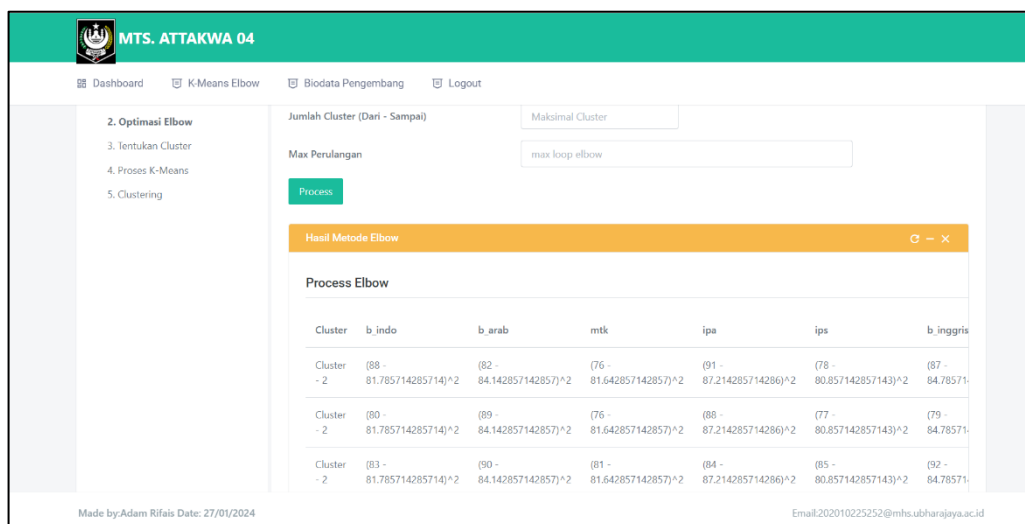 MTS. ATTAKWA 04
Dashboard K-Means Elbow Biodata Pengembang Logout
2. Optimasi Elbow
3. Tentukan Cluster
4. Proses K-Means
5. Clustering
Jumlah Cluster (Dari - Sampai) Maksimal Cluster
Max Perulangan max loop elbow
Process
Hasil Metode Elbow
Process Elbow
Cluster b_indo b_arab mtk ipa ips b_inggris
Cluster (88 - (82 - (76 - (91 - (78 - (87 -
- 2 81.785714285714)^2 84.142857142857)^2 81.642857142857)^2 87.214285714286)^2 80.857142857143)^2 84.78571
Cluster (80 - (89 - (76 - (88 - (77 - (79 -
- 2 81.785714285714)^2 84.142857142857)^2 81.642857142857)^2 87.214285714286)^2 80.857142857143)^2 84.78571
Cluster (83 - (90 - (81 - (84 - (85 - (92 -
- 2 81.785714285714)^2 84.142857142857)^2 81.642857142857)^2 87.214285714286)^2 80.857142857143)^2 84.78571
Made by:Adam Rifais Date: 27/01/2024 Email:202010225252@mhs.ubharajaya.ac.id